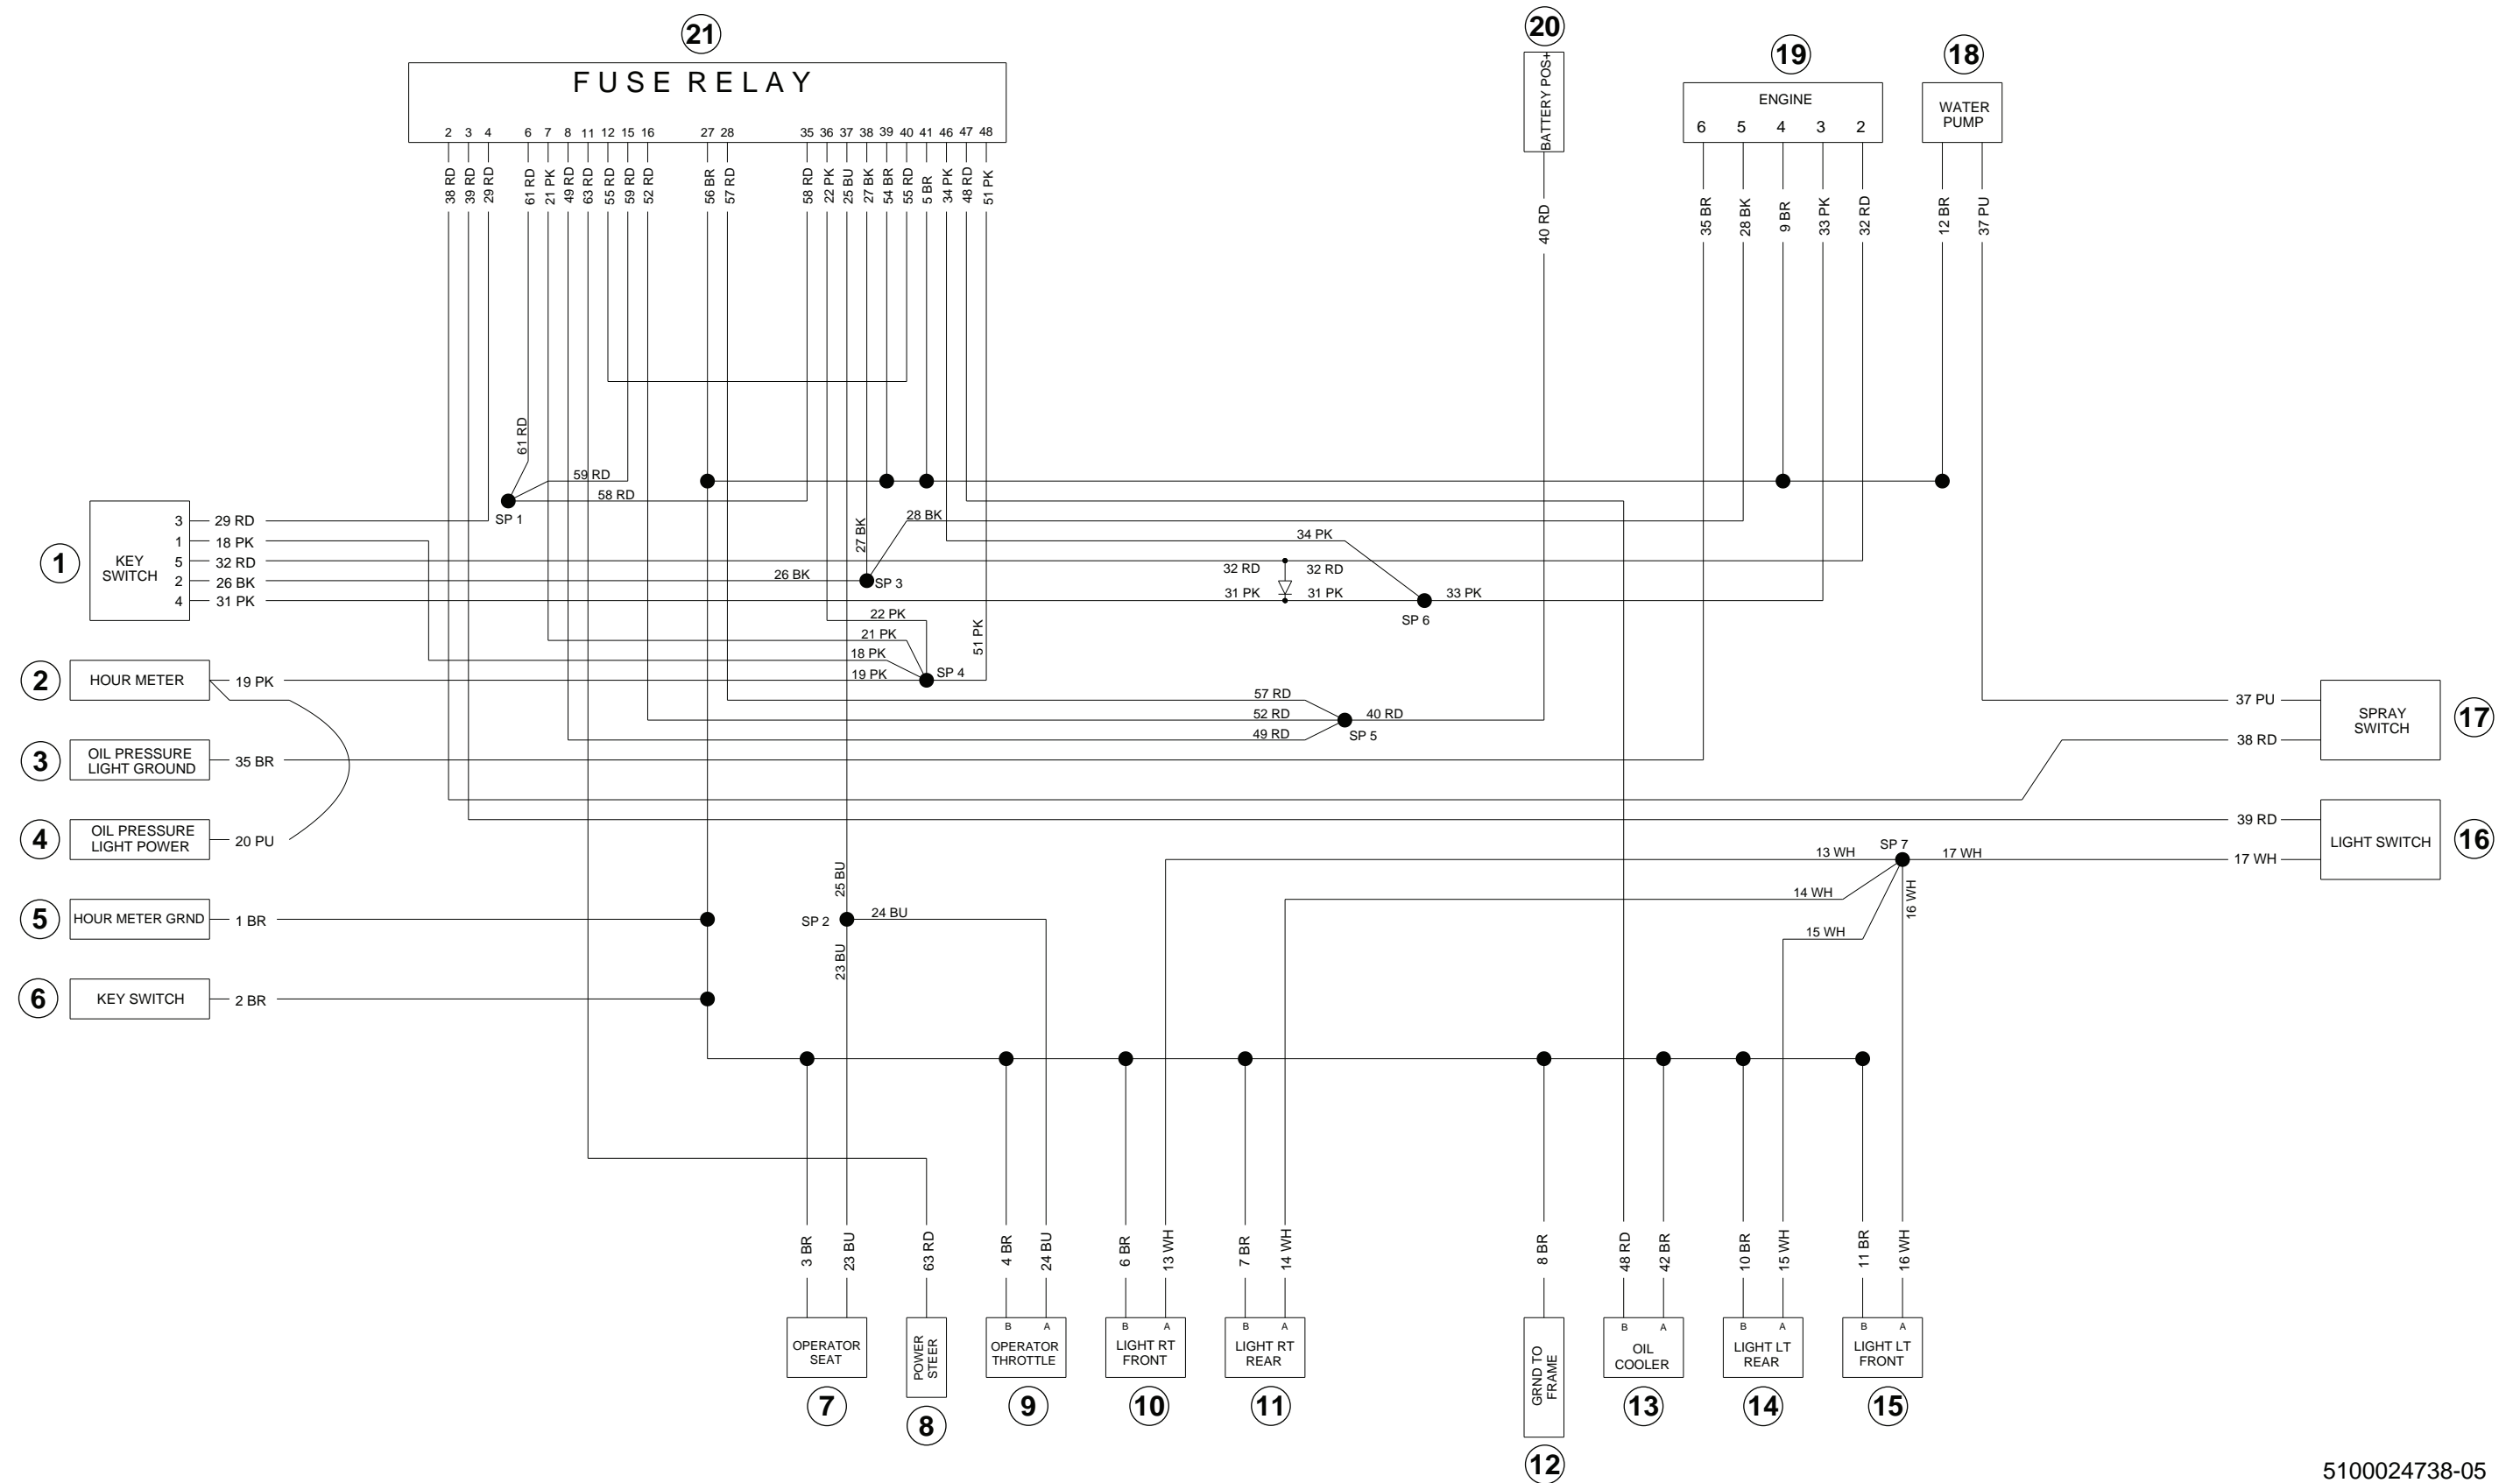 21
20
19
18
FUSE RELAY
BATTERY POS+
ENGINE
WATER
PUMP
2 3 4 6 7 8 11 12 15 16 27 28 35 36 37 38 39 40 41 46 47 48
6 5 4 3 2
38 RD
39 RD
29 RD
61 RD
21 PK
49 RD
63 RD
55 RD
59 RD
52 RD
56 BR
57 RD
58 RD
22 PK
25 BU
27 BK
54 BR
55 RD
5 BR
34 PK
48 RD
51 PK
40 RD
35 BR
28 BK
9 BR
33 PK
32 RD
12 BR
37 PU
61 RD
59 RD
58 RD
SP 1
27 BK
28 BK
34 PK
1
KEY
SWITCH
3 29 RD
1 18 PK
5 32 RD
2 26 BK
4 31 PK
26 BK
SP 3
32 RD 32 RD
31 PK 31 PK
33 PK
SP 6
22 PK
21 PK
18 PK
19 PK
SP 4
51 PK
2
HOUR METER
19 PK
57 RD
52 RD
49 RD
40 RD
SP 5
37 PU
38 RD
SPRAY
SWITCH
17
3
OIL PRESSURE
LIGHT GROUND
35 BR
4
OIL PRESSURE
LIGHT POWER
20 PU
39 RD
17 WH
LIGHT SWITCH
16
SP 7
13 WH
17 WH
14 WH
15 WH
16 WH
5
HOUR METER GRND
1 BR
25 BU
SP 2
24 BU
23 BU
6
KEY SWITCH
2 BR
3 BR
23 BU
63 RD
4 BR
24 BU
6 BR
13 WH
7 BR
14 WH
8 BR
48 RD
42 BR
10 BR
15 WH
11 BR
16 WH
OPERATOR
SEAT
7
POWER
STEER
8
B A
OPERATOR
THROTTLE
9
B A
LIGHT RT
FRONT
10
B A
LIGHT RT
REAR
11
GRND TO
FRAME
12
B A
OIL
COOLER
13
B A
LIGHT LT
REAR
14
B A
LIGHT LT
FRONT
15
5100024738-05